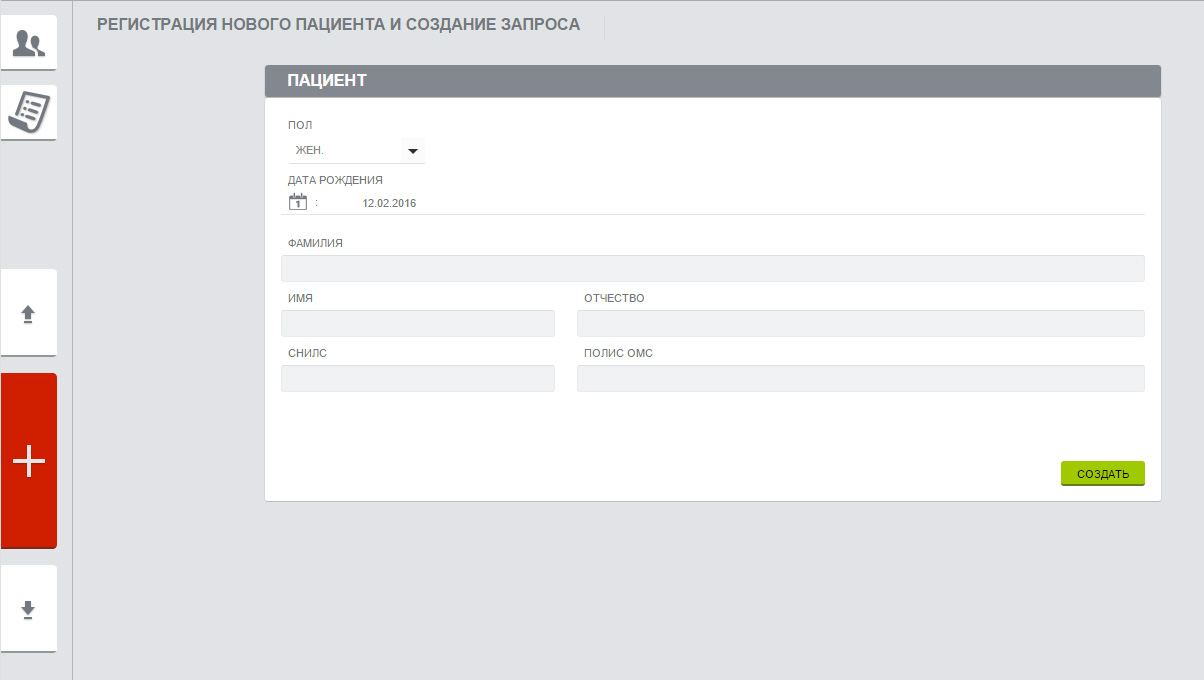 РЕГИСТРАЦИЯ НОВОГО ПАЦИЕНТА И СОЗДАНИЕ ЗАПРОСА
ПАЦИЕНТ
ПОЛ
ЖЕН.
ДАТА РОЖДЕНИЯ
1 : 12.02.2016
ФАМИЛИЯ
ИМЯ ОТЧЕСТВО
СНИЛС ПОЛИС ОМС
СОЗДАТЬ